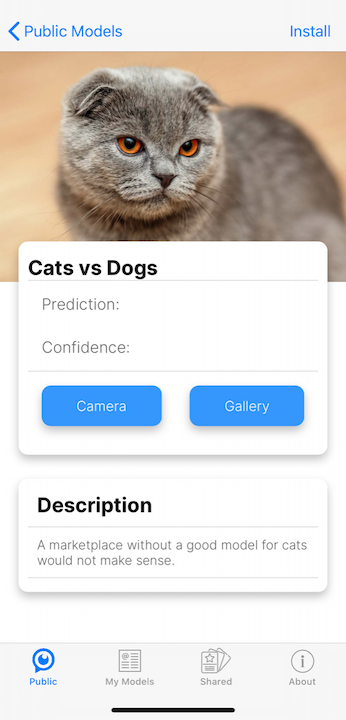 Public Models
Install
Cats vs Dogs
Prediction:
Confidence:
Camera
Gallery
Description
A marketplace without a good model for cats
would not make sense.
Public
My Models
Shared
About